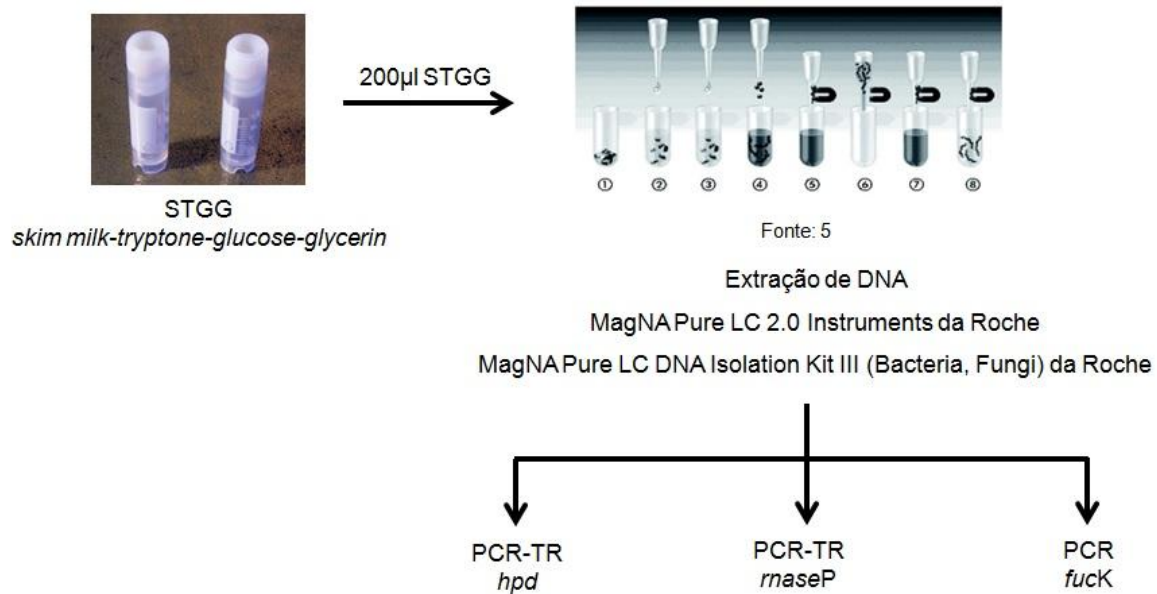 200µl STGG
① ② ③ ④ ⑤ ⑥ ⑦ ⑧
STGG
skim milk-tryptone-glucose-glycerin
Fonte: 5
Extração de DNA
MagNA Pure LC 2.0 Instruments da Roche
MagNA Pure LC DNA Isolation Kit III (Bacteria, Fungi) da Roche
PCR-TR
hpd
PCR-TR
rnaseP
PCR
fucK